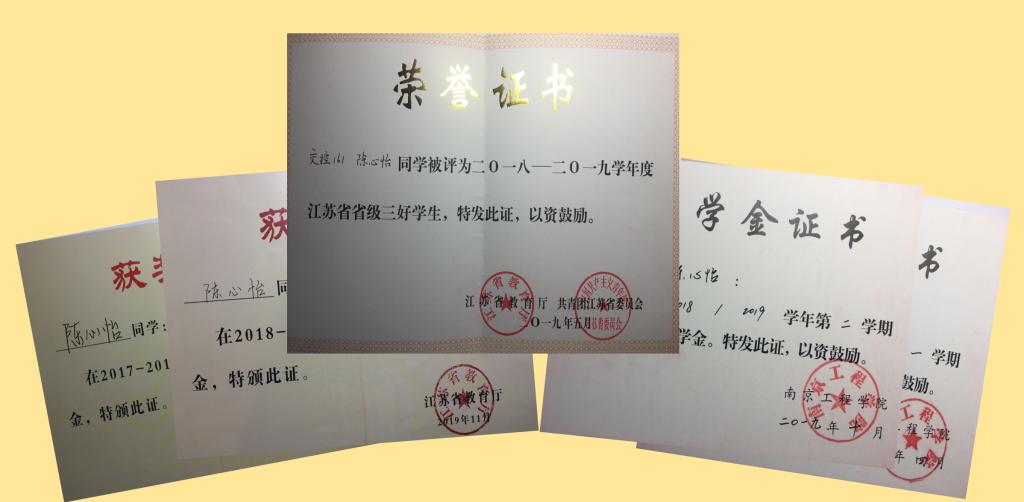 荣誉证书
交控161 陈心怡同学被评为二〇一八—二〇一九学年度
江苏省省级三好学生,特发此证,以资鼓励。
江苏省教育厅 共青团江苏省委员会
二〇一九年五月
获
陈心怡 同学:
在2017-201
金,特颁此证。
获
陈心怡 同
在2018-
金,特颁此证。
江苏省教育厅
2019年11月
学金证书
陈心怡:
2018 / 2019 学年第 二 学期
学金。特发此证,以资鼓励。
南京工程学院
二〇一九年十月
书
一 学期
鼓励。
工程学院
年四月